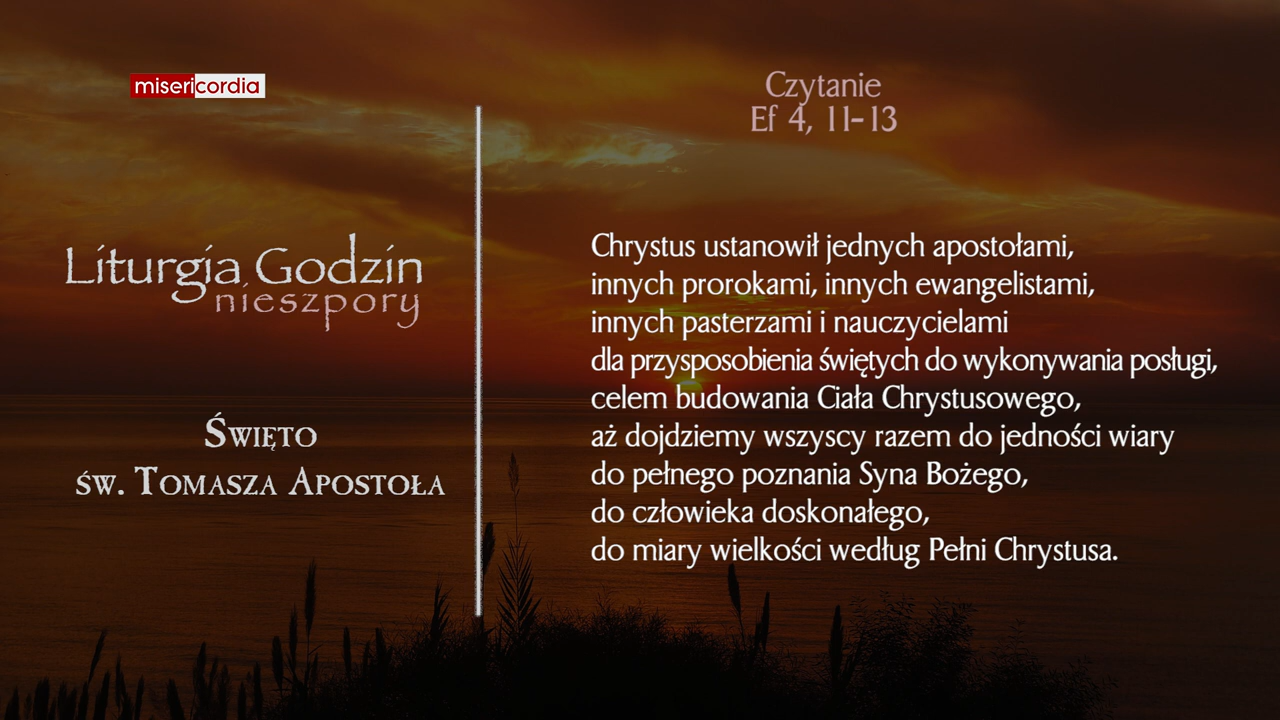 misericordia
Liturgia Godzin
nieszpory
Święto
św. Tomasza Apostoła
Czytanie
Ef 4, 11-13
Chrystus ustanowił jednych apostołami,
innych prorokami, innych ewangelistami,
innych pasterzami i nauczycielami
dla przysposobienia świętych do wykonywania posługi,
celem budowania Ciała Chrystusowego,
aż dojdziemy wszyscy razem do jedności wiary
do pełnego poznania Syna Bożego,
do człowieka doskonałego,
do miary wielkości według Pełni Chrystusa.